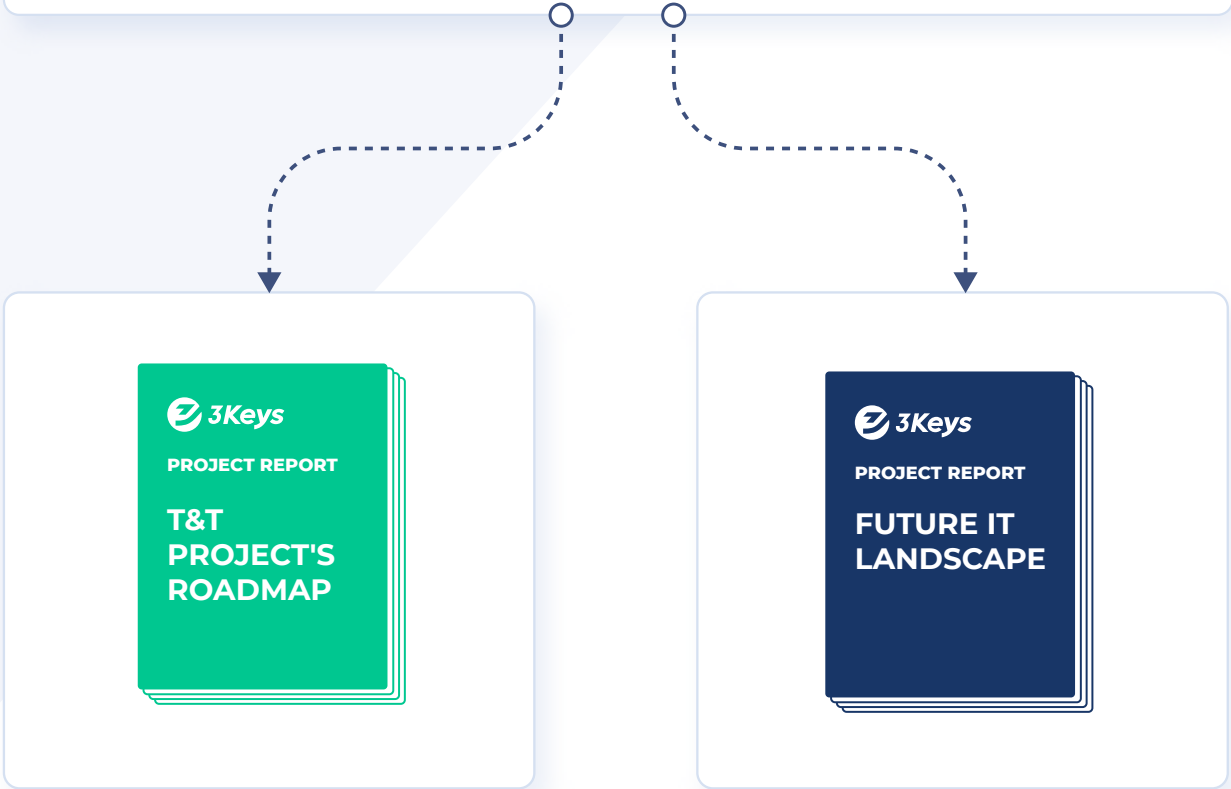 3Keys
PROJECT REPORT
T&T
PROJECT'S
ROADMAP
3Keys
PROJECT REPORT
FUTURE IT
LANDSCAPE